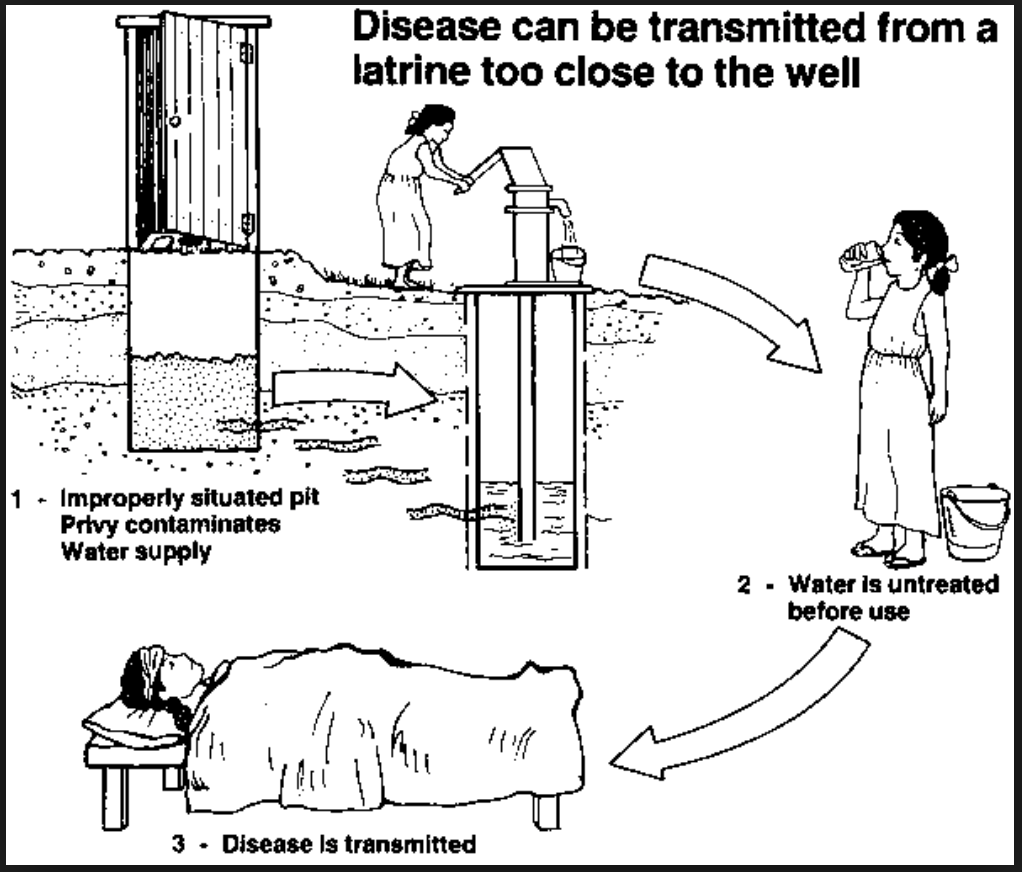 Disease can be transmitted from a
latrine too close to the well
1 - Improperly situated pit
Privy contaminates
Water supply
2 - Water is untreated
before use
3 - Disease is transmitted